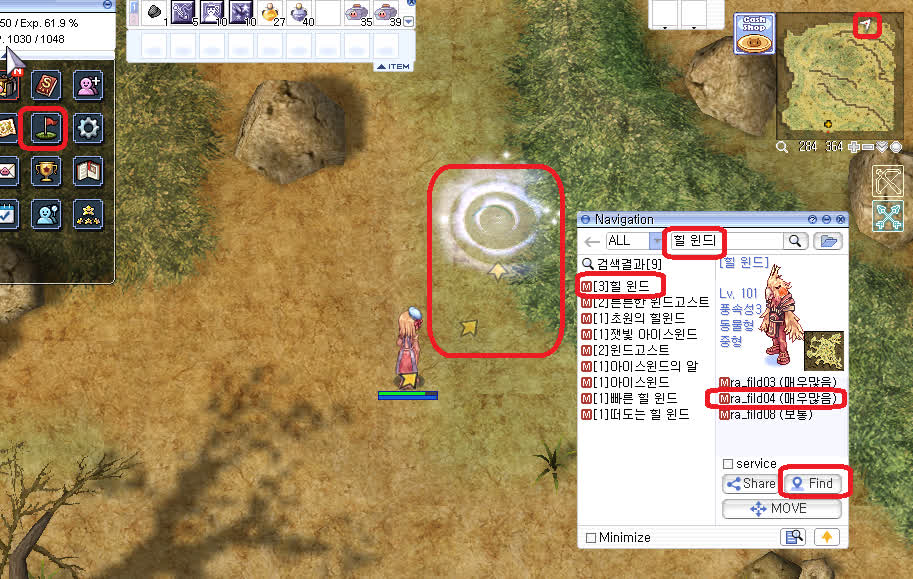 50 / Exp. 61.9 %
P. 1030 / 1048
N
1 5 10 10 27 40 35 39
ITEM
Cash Shop
284 364
Navigation
ALL
힐 윈드
검색결과[9]
M [3]힐 윈드
M [2]튼튼한 윈드고스트
M [1]초원의 힐윈드
M [1]잿빛 아이스윈드
M [2]윈드고스트
M [1]아이스윈드의 알
M [1]아이스윈드
M [1]빠른 힐 윈드
M [1]떠도는 힐 윈드
[힐 윈드]
Lv. 101
풍속성3
동물형
중형
M ra_fild03 (매우많음)
M ra_fild04 (매우많음)
M ra_fild08 (보통)
service
Share
Find
MOVE
Minimize